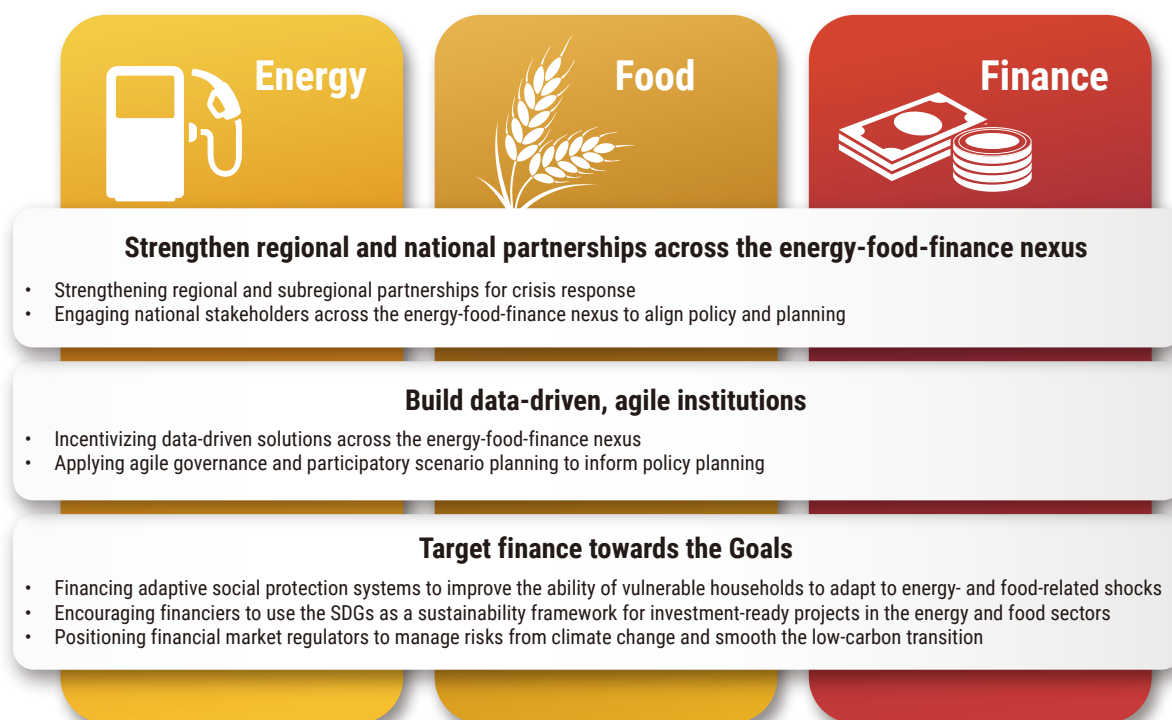 Energy
Food
Finance
Strengthen regional and national partnerships across the energy-food-finance nexus
• Strengthening regional and subregional partnerships for crisis response
• Engaging national stakeholders across the energy-food-finance nexus to align policy and planning
Build data-driven, agile institutions
• Incentivizing data-driven solutions across the energy-food-finance nexus
• Applying agile governance and participatory scenario planning to inform policy planning
Target finance towards the Goals
• Financing adaptive social protection systems to improve the ability of vulnerable households to adapt to energy- and food-related shocks
• Encouraging financiers to use the SDGs as a sustainability framework for investment-ready projects in the energy and food sectors
• Positioning financial market regulators to manage risks from climate change and smooth the low-carbon transition